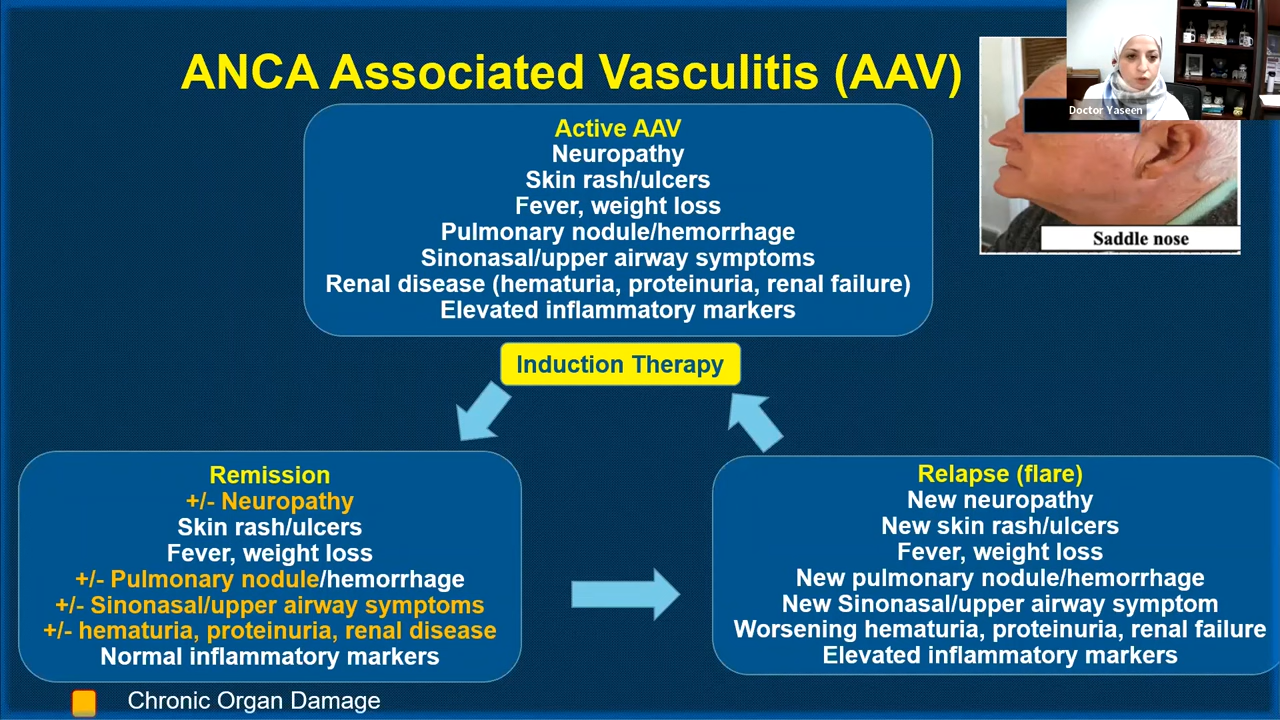 ANCA Associated Vasculitis (AAV)
Doctor Yaseen
Saddle nose
Active AAV
Neuropathy
Skin rash/ulcers
Fever, weight loss
Pulmonary nodule/hemorrhage
Sinonasal/upper airway symptoms
Renal disease (hematuria, proteinuria, renal failure)
Elevated inflammatory markers
Induction Therapy
Remission
+/- Neuropathy
Skin rash/ulcers
Fever, weight loss
+/- Pulmonary nodule/hemorrhage
+/- Sinonasal/upper airway symptoms
+/- hematuria, proteinuria, renal disease
Normal inflammatory markers
Relapse (flare)
New neuropathy
New skin rash/ulcers
Fever, weight loss
New pulmonary nodule/hemorrhage
New Sinonasal/upper airway symptom
Worsening hematuria, proteinuria, renal failure
Elevated inflammatory markers
Chronic Organ Damage